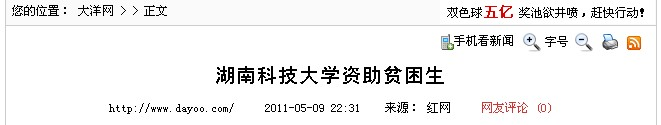 您的位置： 大洋网 > > 正文
双色球五亿 奖池欲井喷，赶快行动！
手机看新闻 字号
湖南科技大学资助贫困生
http://www.dayoo.com/ 2011-05-09 22:31 来源： 红网 网友评论 (0)